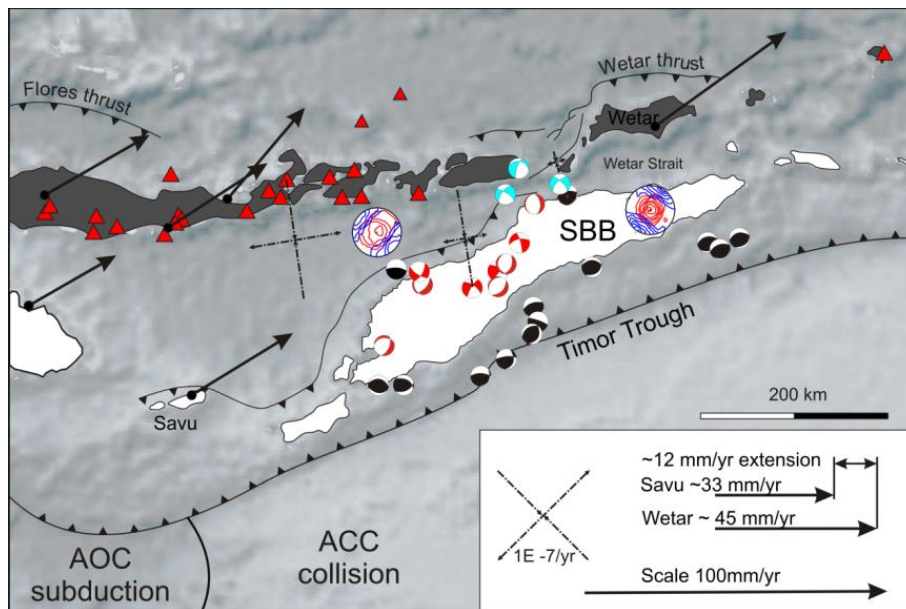 Wetar thrust
Flores thrust
Wetar
Wetar Strait
SBB
Timor Trough
200 km
Savu
~12 mm/yr extension
Savu ~33 mm/yr
Wetar ~ 45 mm/yr
1E -7/yr
Scale 100mm/yr
AOC
subduction
ACC
collision